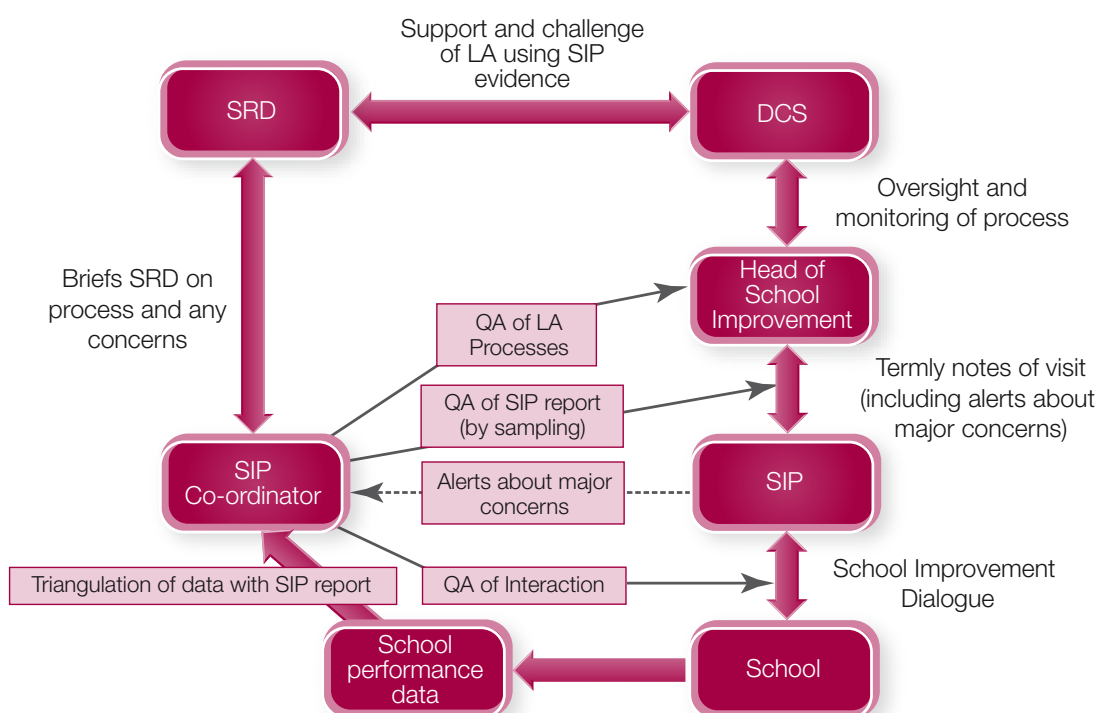 Support and challenge
of LA using SIP
evidence
SRD
DCS
Oversight and
monitoring of process
Briefs SRD on
process and any
concerns
Head of
School
Improvement
QA of LA
Processes
Termly notes of visit
(including alerts about
major concerns)
QA of SIP report
(by sampling)
SIP
Co-ordinator
Alerts about major
concerns
SIP
Triangulation of data with SIP report
QA of Interaction
School Improvement
Dialogue
School
performance
data
School